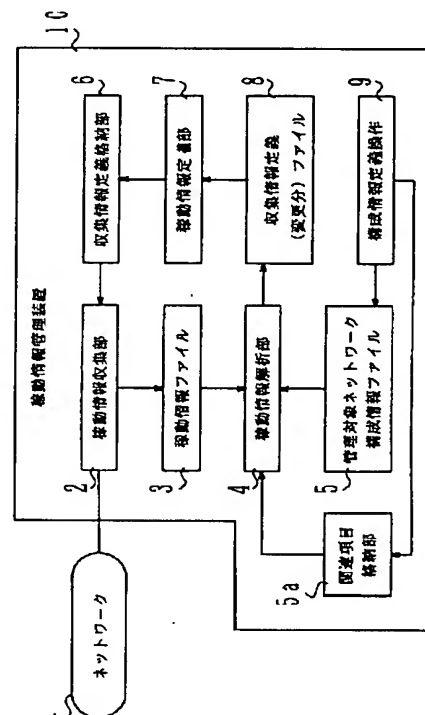 稼動情報管理装置
10
ネットワーク
2
稼動情報収集部
6
収集情報定義格納部
3
稼動情報ファイル
7
稼動情報定義部
4
稼動情報解析部
8
収集情報定義
(変更分)ファイル
5
管理対象ネットワーク
構成情報ファイル
9
構成情報定義操作
5a
関連項目
格納部